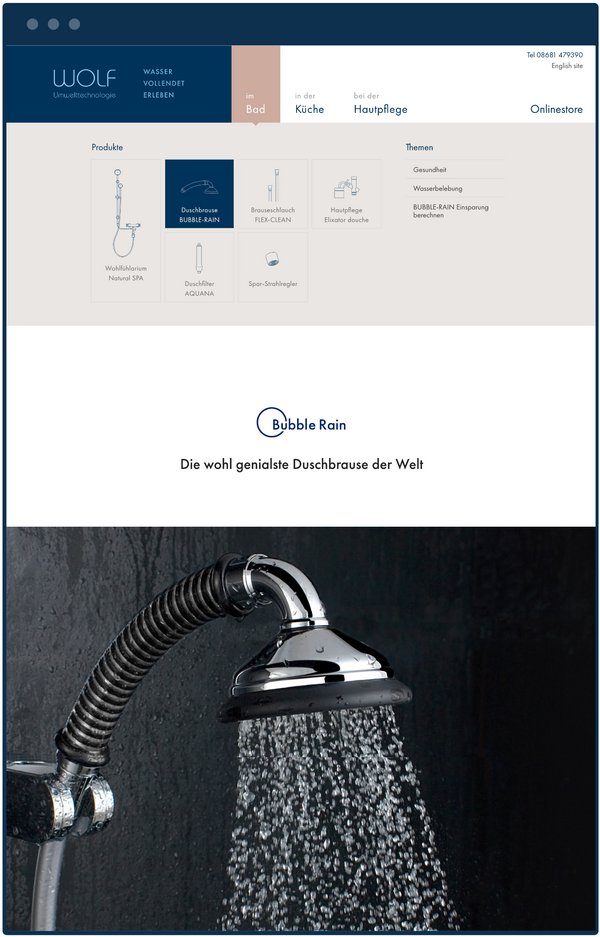 WOLF
Umwelttechnologie
WASSER
VOLLENDET
ERLEBEN
im
Bad
in der
Küche
bei der
Hautpflege
Tel 08681 479390
English site
Onlinestore
Produkte
Wohlfühlarium
Natural SPA
Duschbrause
BUBBLE-RAIN
Brauseschlauch
FLEX-CLEAN
Hautpflege
Elixator douche
Duschfilter
AQUANA
Spar-Strahlregler
Themen
Gesundheit
Wasserbelebung
BUBBLE-RAIN Einsparung
berechnen
Bubble Rain
Die wohl genialste Duschbrause der Welt